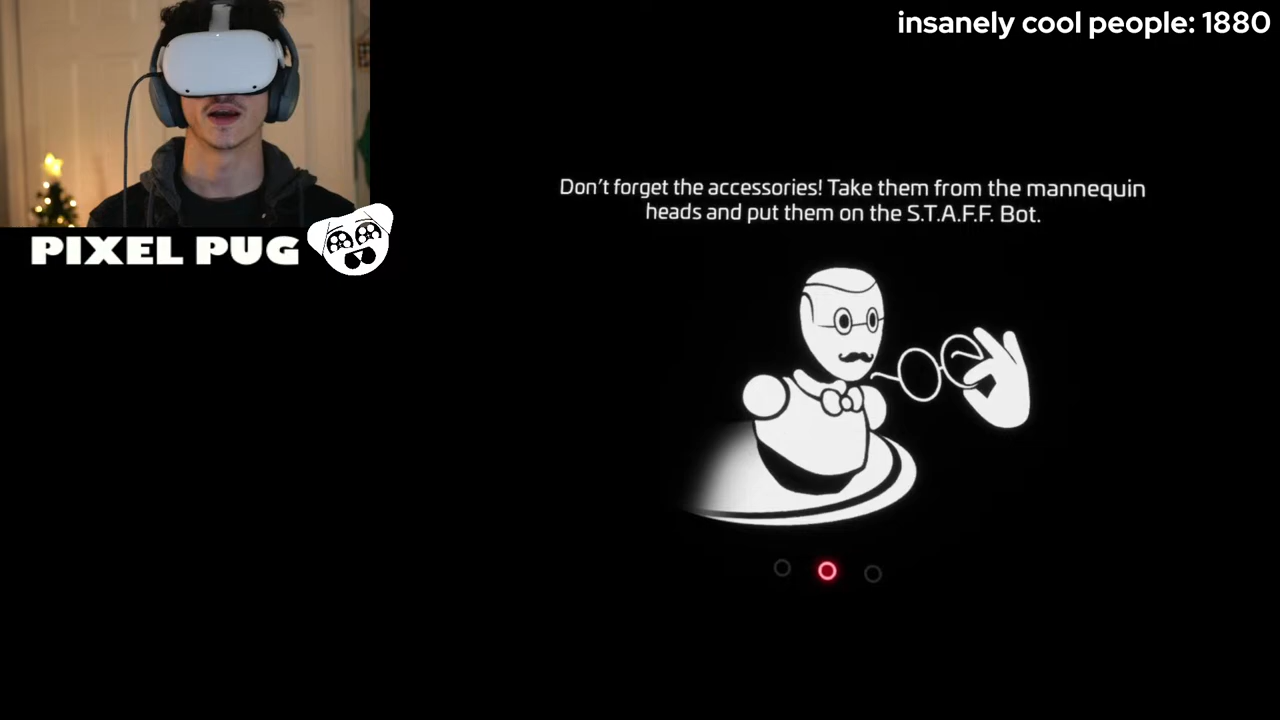 insanely cool people: 1880
Don't forget the accessories! Take them from the mannequin
heads and put them on the S.T.A.F.F. Bot.
PIXEL PUG